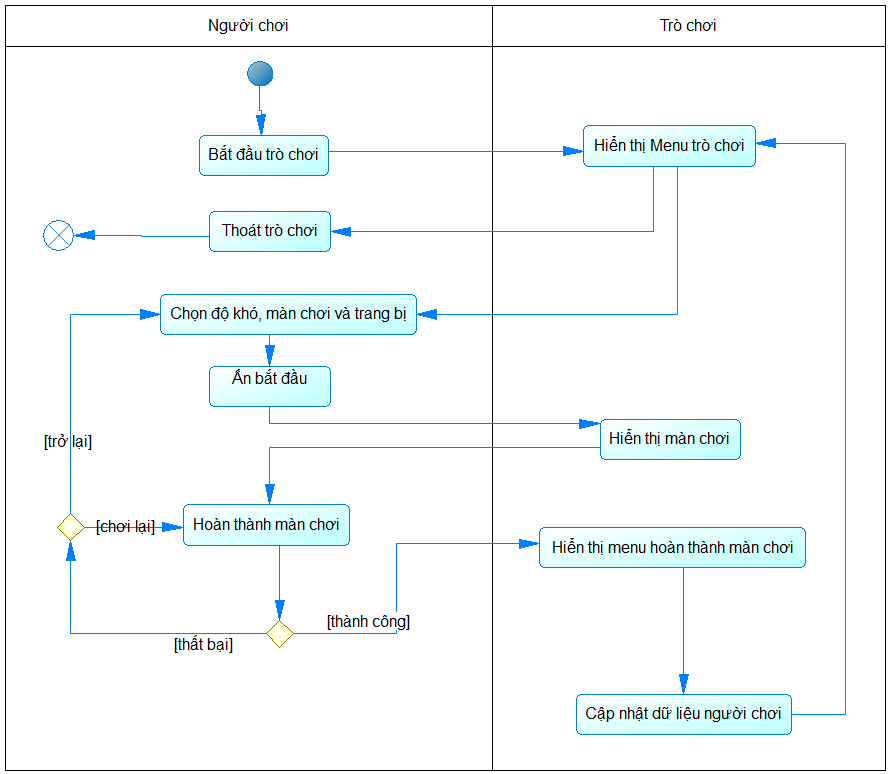 Người chơi
Trò chơi
Bắt đầu trò chơi
Hiển thị Menu trò chơi
Thoát trò chơi
Chọn độ khó, màn chơi và trang bị
Ấn bắt đầu
Hiển thị màn chơi
[trở lại]
[chơi lại]
Hoàn thành màn chơi
Hiển thị menu hoàn thành màn chơi
[thành công]
[thất bại]
Cập nhật dữ liệu người chơi